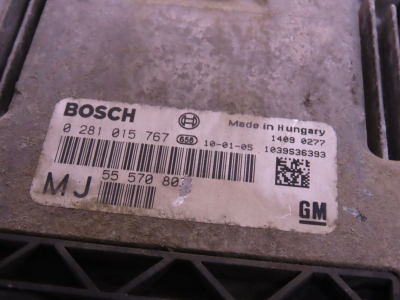 BOSCH
Made in Hungary
0 281 015 767 658 10-01-05
1409 0277
1039S36393
MJ 55 570 803
GM